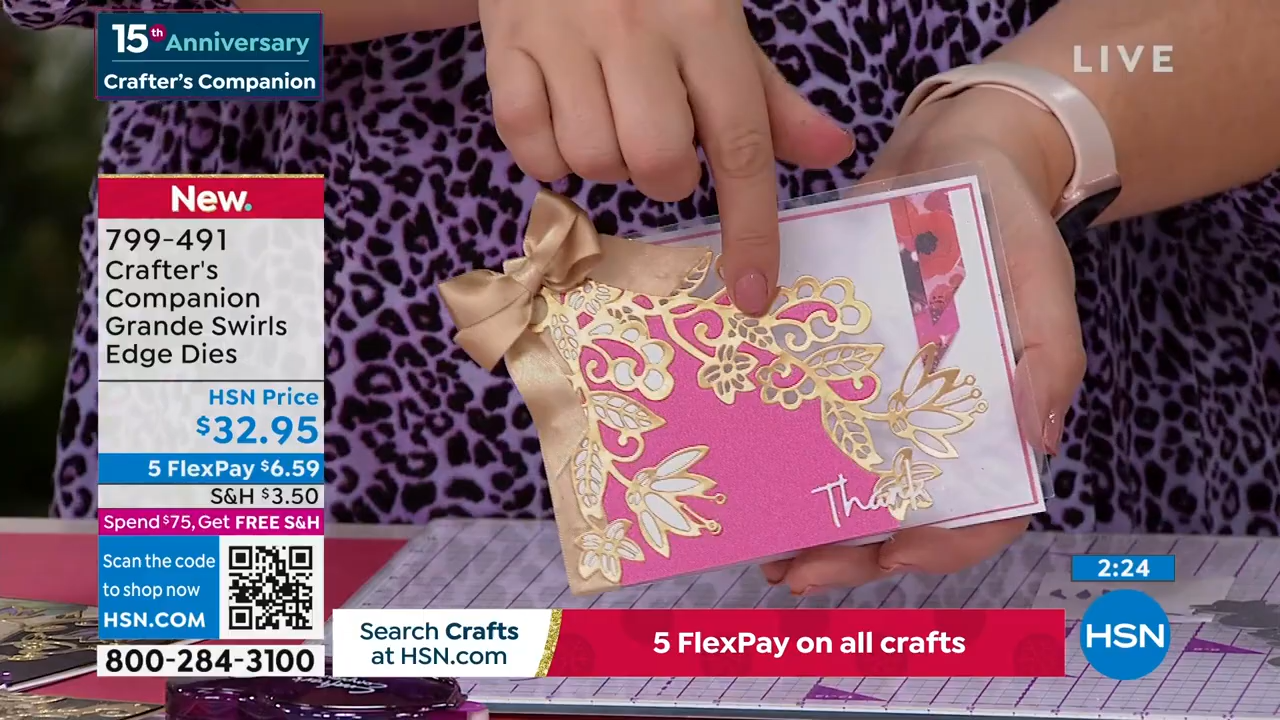 15th Anniversary
Crafter's Companion
LIVE
New.
799-491
Crafter's
Companion
Grande Swirls
Edge Dies
HSN Price
$32.95
5 FlexPay $6.59
S&H $3.50
Spend $75, Get FREE S&H
Scan the code
to shop now
HSN.COM
800-284-3100
Thank
2:24
Search Crafts
at HSN.com
5 FlexPay on all crafts
HSN